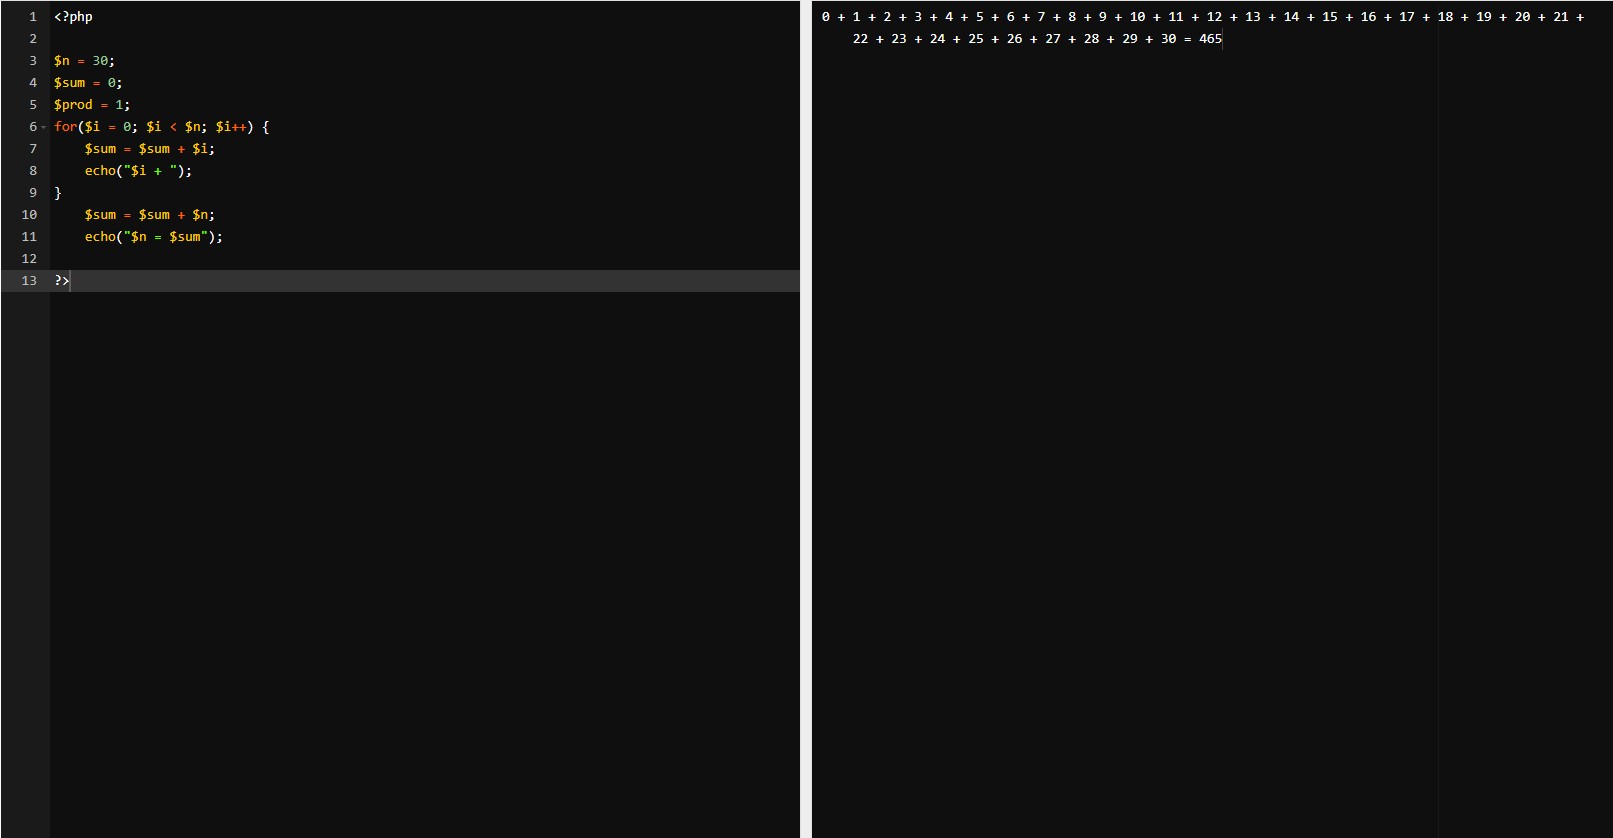 1 <?php
2
3 $n = 30;
4 $sum = 0;
5 $prod = 1;
6 for($i = 0; $i < $n; $i++) {
7     $sum = $sum + $i;
8     echo("$i + ");
9 }
10     $sum = $sum + $n;
11     echo("$n = $sum");
12
13 ?>
0 + 1 + 2 + 3 + 4 + 5 + 6 + 7 + 8 + 9 + 10 + 11 + 12 + 13 + 14 + 15 + 16 + 17 + 18 + 19 + 20 + 21 +
22 + 23 + 24 + 25 + 26 + 27 + 28 + 29 + 30 = 465